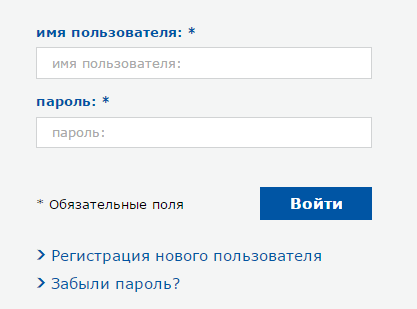 имя пользователя: *
имя пользователя:
пароль: *
пароль:
* Обязательные поля
Войти
Регистрация нового пользователя
Забыли пароль?